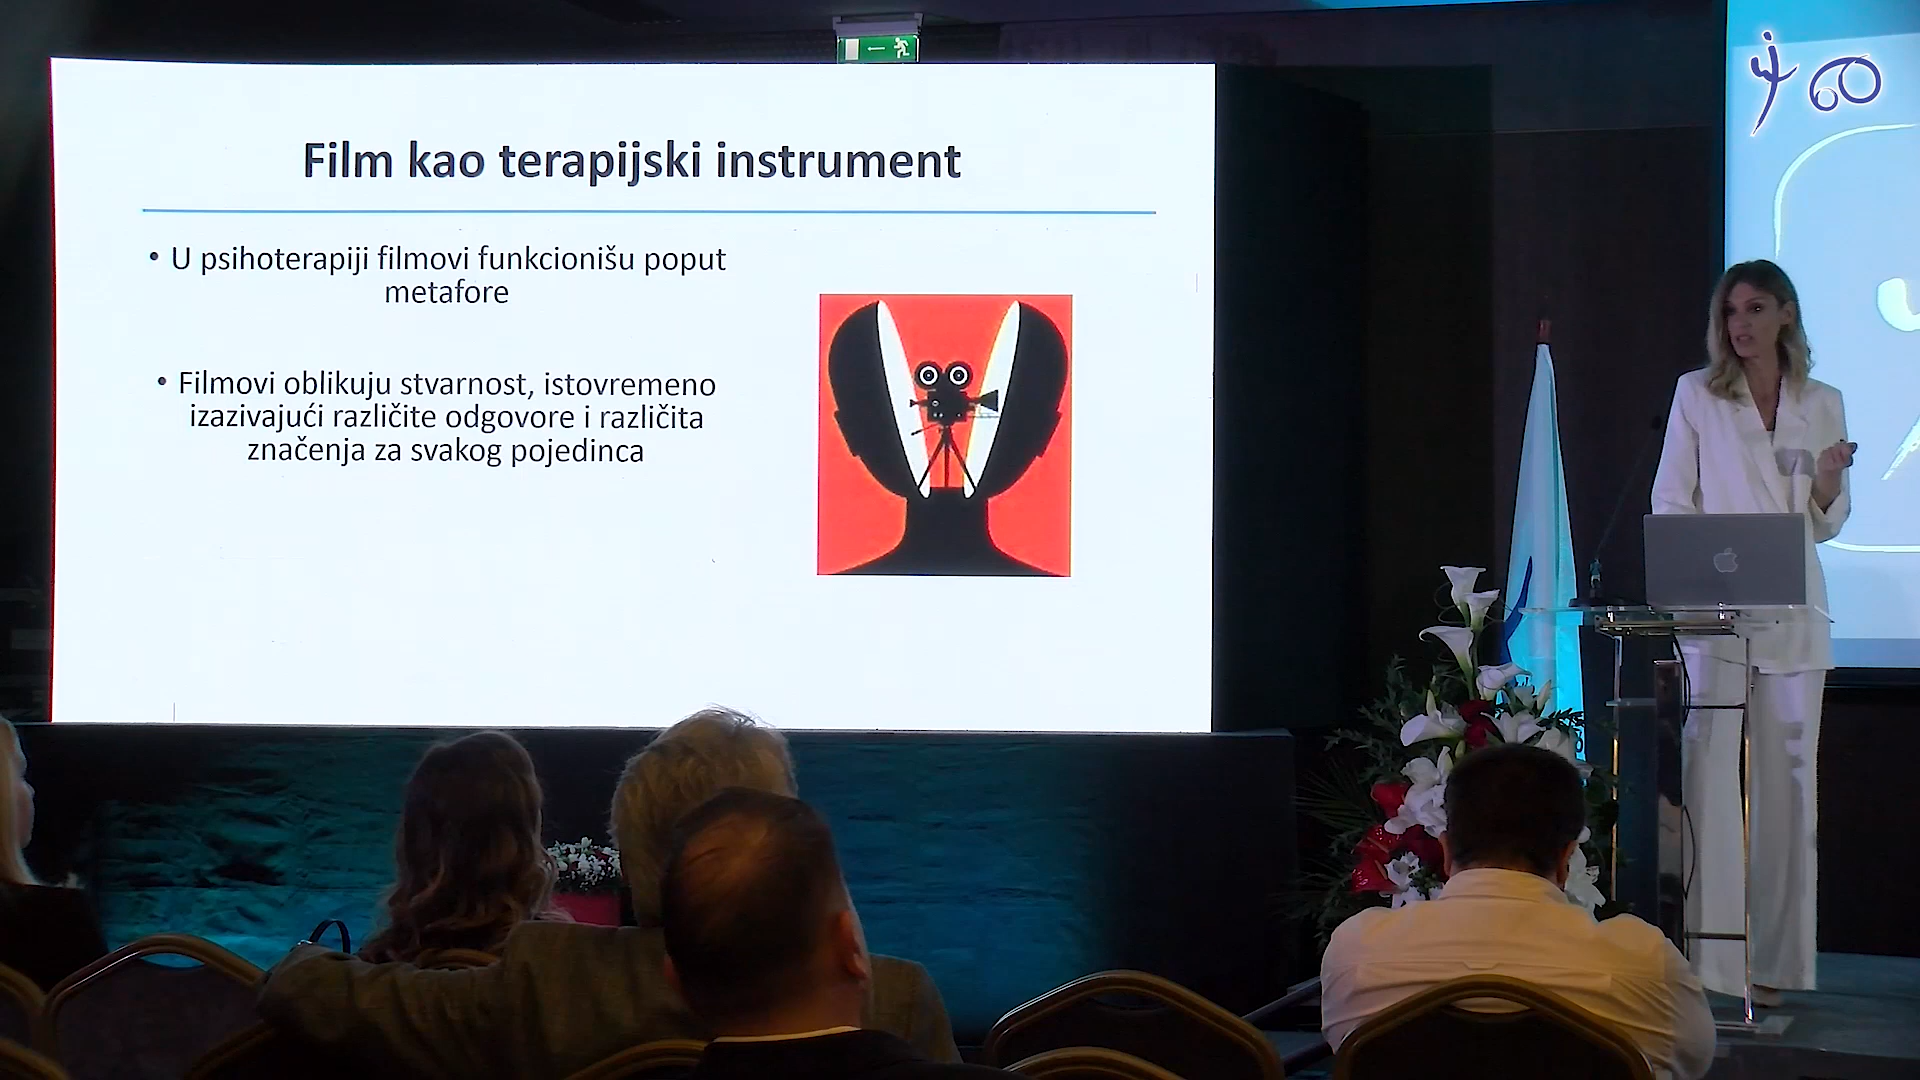 Film kao terapijski instrument
• U psihoterapiji filmovi funkcionišu poput
metafore
• Filmovi oblikuju stvarnost, istovremeno
izazivajući različite odgovore i različita
značenja za svakog pojedinca
60